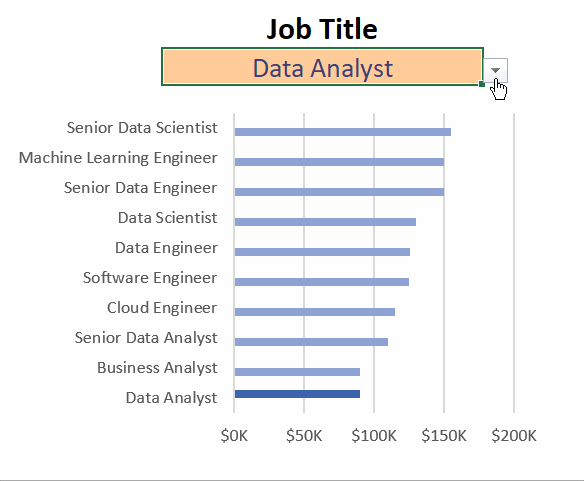 Job Title
Data Analyst
Senior Data Scientist
Machine Learning Engineer
Senior Data Engineer
Data Scientist
Data Engineer
Software Engineer
Cloud Engineer
Senior Data Analyst
Business Analyst
Data Analyst
$0K $50K $100K $150K $200K